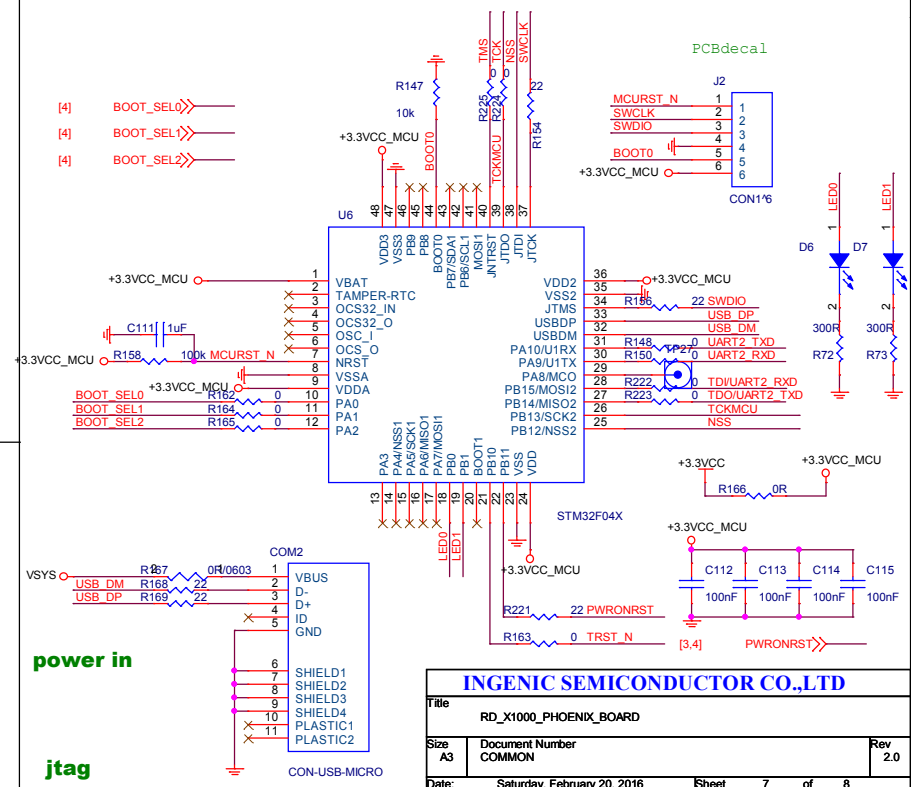 TMS
TCK
NSS
SWCLK
PCBdecal
R147
10k
0
0
22
R225
R224
R154
J2
[4] BOOT_SEL0
[4] BOOT_SEL1
[4] BOOT_SEL2
MCURST_N 1 1
SWCLK 2 2
SWDIO 3 3
4 4
BOOT0 5 5
+3.3VCC_MCU 6 6
CON1*6
+3.3VCC_MCU
BOOT0
TCKMCU
LED0
LED1
U6
48 47 46 45 44 43 42 41 40 39 38 37
VDD3
VSS3
PB9
PB8
BOOT0
PB7/SDA1
PB6/SCL1
MOSI1
JNTRST
JTDO
JTDI
JTCK
1
1
D6 D7
2
2
+3.3VCC_MCU 1 VBAT
2 TAMPER-RTC
3 OCS32_IN
4 OCS32_O
5 OSC_I
6 OCS_O
C111 1uF
+3.3VCC_MCU R158 100k MCURST_N 7 NRST
8 VSSA
+3.3VCC_MCU 9 VDDA
BOOT_SEL0 R162 0 10 PA0
BOOT_SEL1 R164 0 11 PA1
BOOT_SEL2 R165 0 12 PA2
VDD2 36 +3.3VCC_MCU
VSS2 35
JTMS 34 R156 22 SWDIO
USBDP 33 USB_DP
USBDM 32 USB_DM
PA10/U1RX 31 R148 0 UART2_TXD
PA9/U1TX 30 R150 0 UART2_RXD
PA8/MCO 29 TP27
PB15/MOSI2 28 R222 0 TDI/UART2_RXD
PB14/MISO2 27 R223 0 TDO/UART2_TXD
PB13/SCK2 26 TCKMCU
PB12/NSS2 25 NSS
300R
R72
300R
R73
PA3
PA4/NSS1
PA5/SCK1
PA6/MISO1
PA7/MOSI1
PB0
PB1
BOOT1
PB10
PB11
VSS
VDD
13 14 15 16 17 18 19 20 21 22 23 24
STM32F04X
LED0
LED1
+3.3VCC_MCU
+3.3VCC
+3.3VCC_MCU
R166 0R
+3.3VCC_MCU
C112
100nF
C113
100nF
C114
100nF
C115
100nF
COM2
VSYS 2 R167 1 0R/0603 1 VBUS
USB_DM R168 22 2 D-
USB_DP R169 22 3 D+
4 ID
5 GND
6 SHIELD1
7 SHIELD2
8 SHIELD3
9 SHIELD4
10 PLASTIC1
11 PLASTIC2
CON-USB-MICRO
R221 22 PWRONRST
R163 0 TRST_N
[3,4] PWRONRST
power in
jtag
INGENIC SEMICONDUCTOR CO.,LTD
Title
RD_X1000_PHOENIX_BOARD
Size Document Number Rev
A3 COMMON 2.0
Date: Saturday, February 20, 2016 Sheet 7 of 8